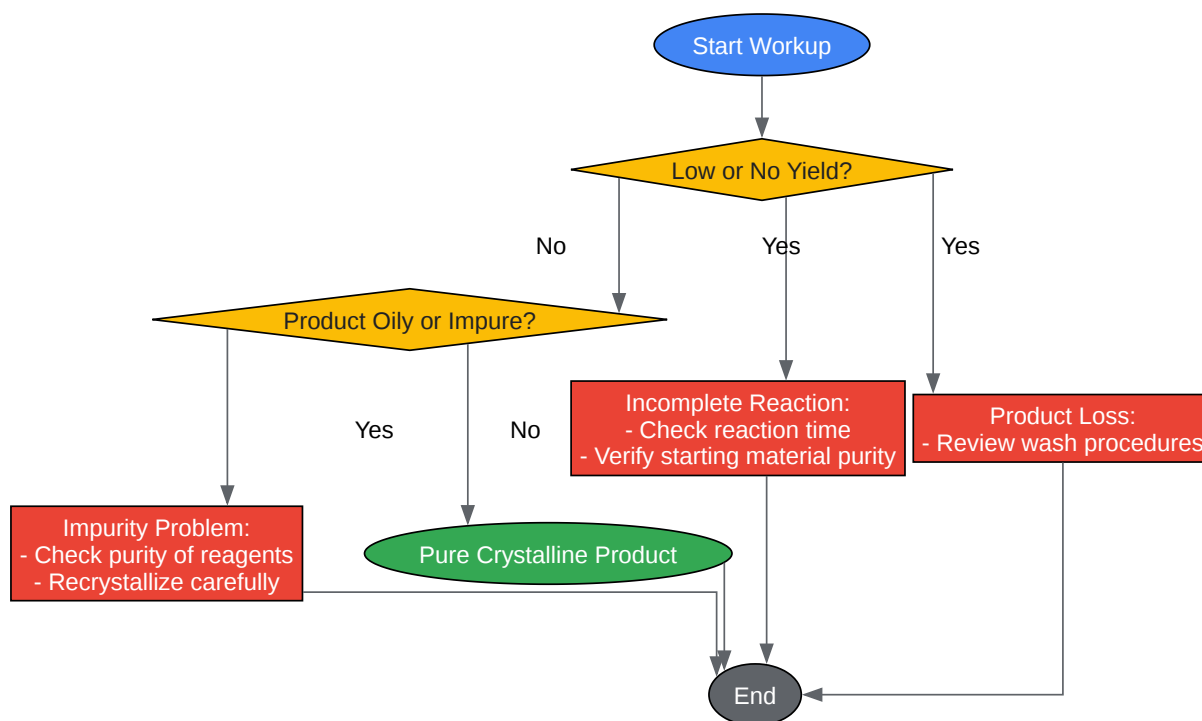 Start Workup
Low or No Yield?
No
Yes
Yes
Product Oily or Impure?
Incomplete Reaction:
- Check reaction time
- Verify starting material purity
Product Loss:
- Review wash procedures
Yes
No
Impurity Problem:
- Check purity of reagents
- Recrystallize carefully
Pure Crystalline Product
End